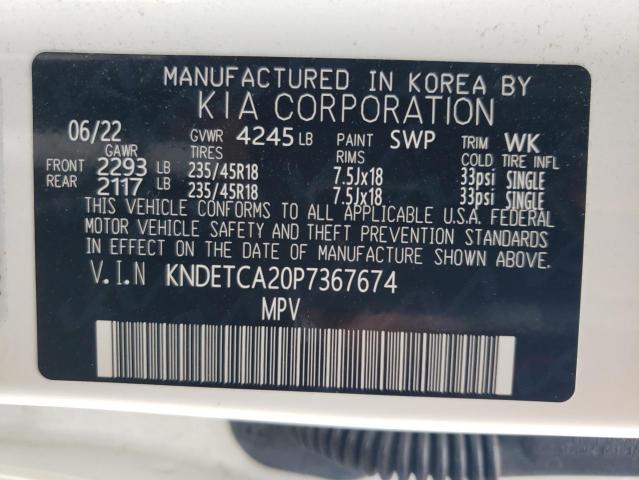 MANUFACTURED IN KOREA BY
KIA CORPORATION
06/22 GVWR 4245 LB PAINT SWP TRIM WK
GAWR TIRES RIMS COLD TIRE INFL
FRONT 2293 LB 235/45R18 7.5Jx18 33psi SINGLE
REAR 2117 LB 235/45R18 7.5Jx18 33psi SINGLE
THIS VEHICLE CONFORMS TO ALL APPLICABLE U.S.A. FEDERAL
MOTOR VEHICLE SAFETY AND THEFT PREVENTION STANDARDS
IN EFFECT ON THE DATE OF MANUFACTURE SHOWN ABOVE.
V.I.N KNDETCA20P7367674
MPV